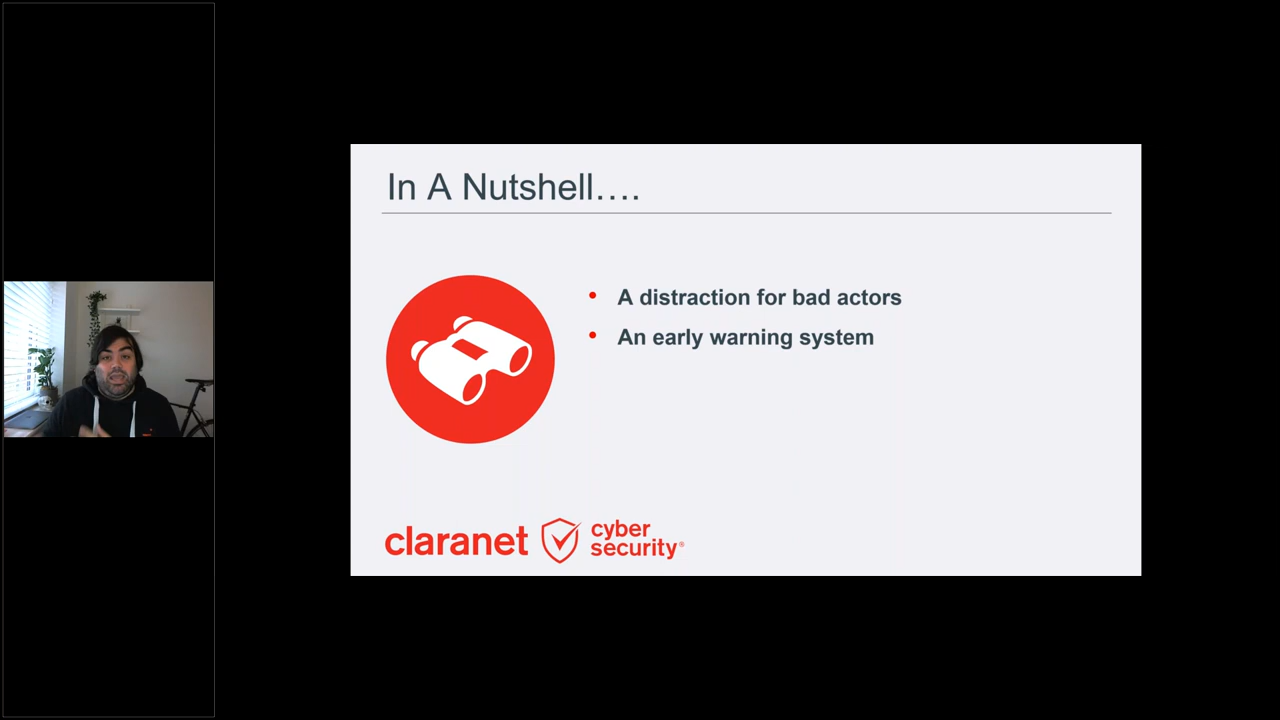 In A Nutshell….
• A distraction for bad actors
• An early warning system
claranet cyber security®